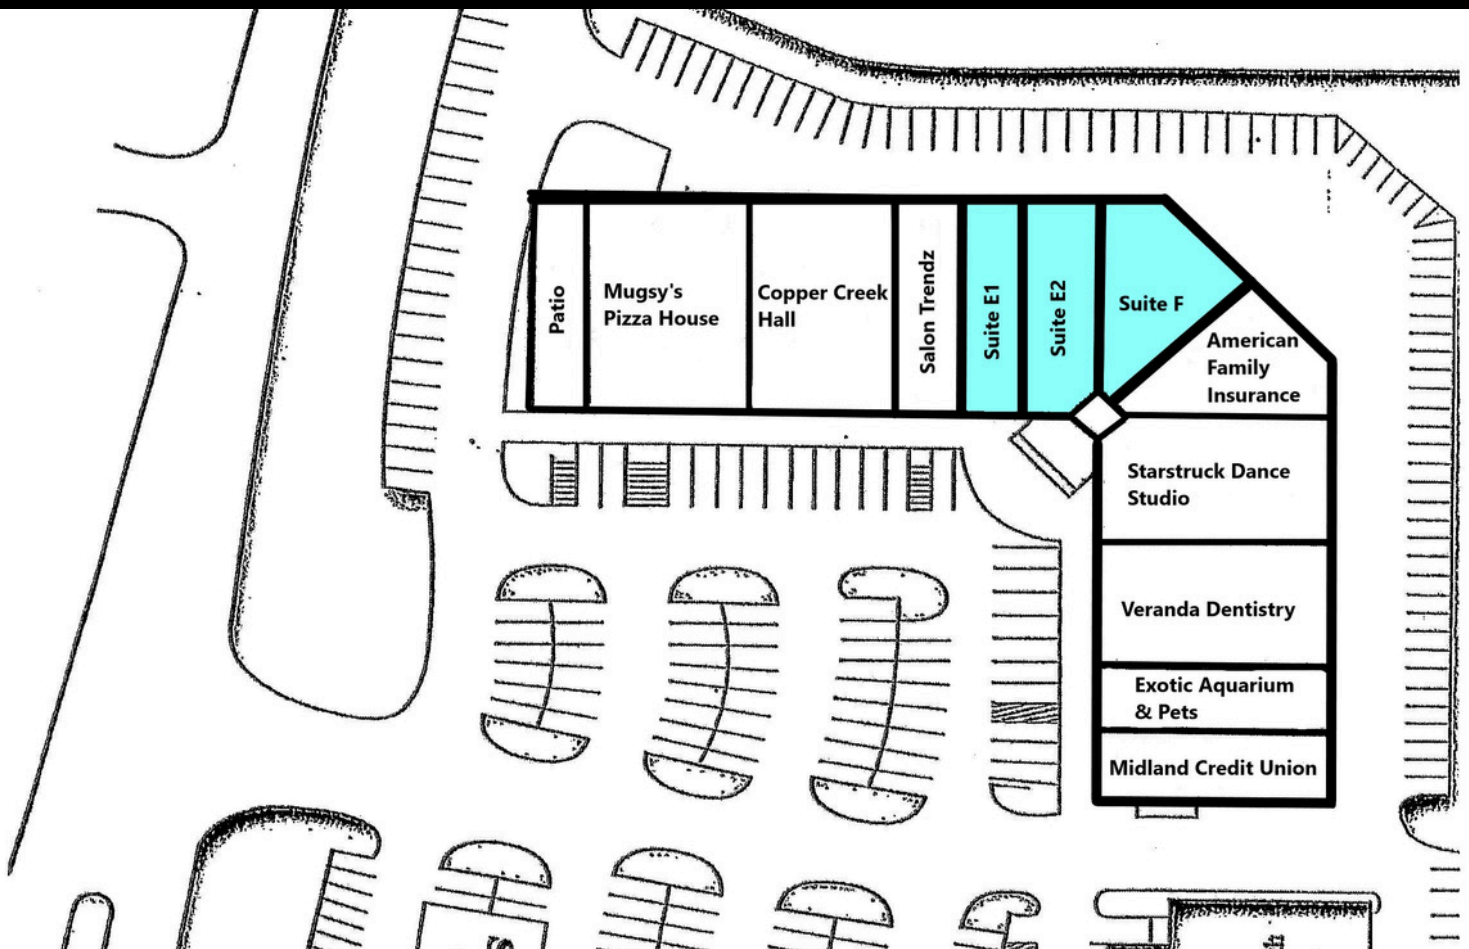 Patio
Mugsy's
Pizza House
Copper Creek
Hall
Salon Trendz
Suite E1
Suite E2
Suite F
American
Family
Insurance
Starstruck Dance
Studio
Veranda Dentistry
Exotic Aquarium
& Pets
Midland Credit Union